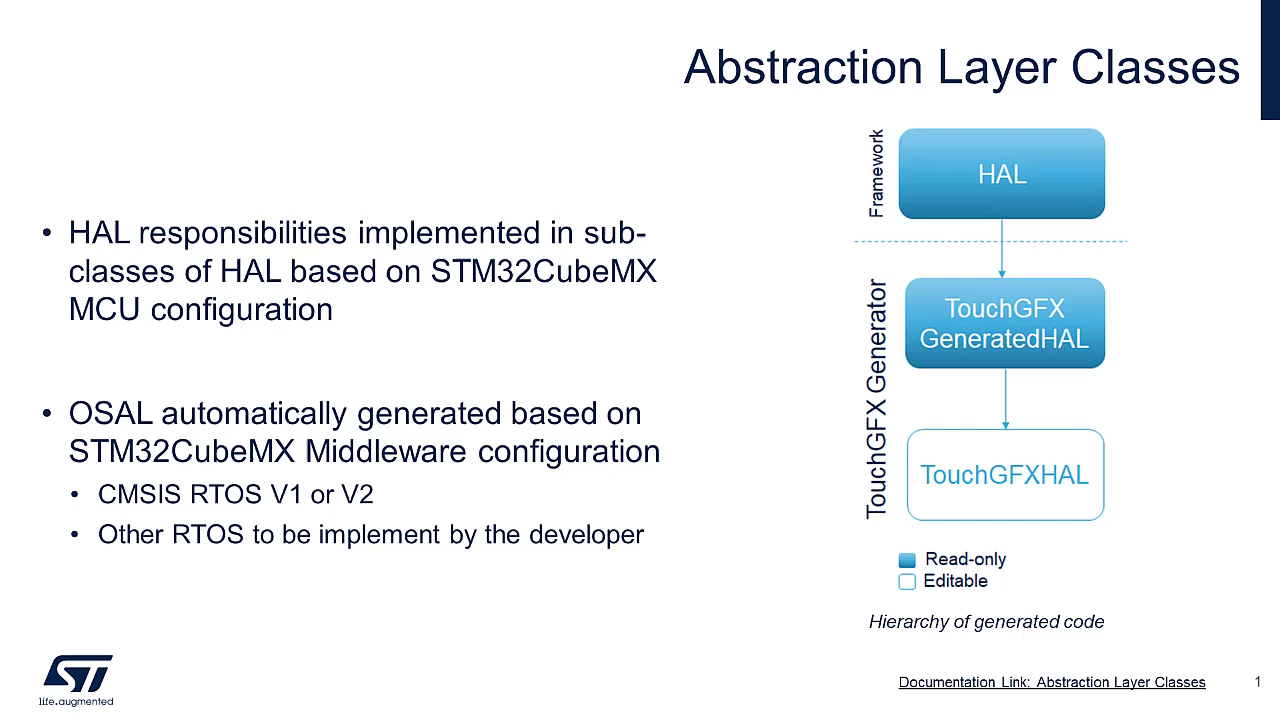 Abstraction Layer Classes
• HAL responsibilities implemented in sub-
classes of HAL based on STM32CubeMX
MCU configuration
• OSAL automatically generated based on
STM32CubeMX Middleware configuration
• CMSIS RTOS V1 or V2
• Other RTOS to be implement by the developer
Framework
HAL
TouchGFX Generator
TouchGFX
GeneratedHAL
TouchGFXHAL
Read-only
Editable
Hierarchy of generated code
ST
life.augmented
Documentation Link: Abstraction Layer Classes
1